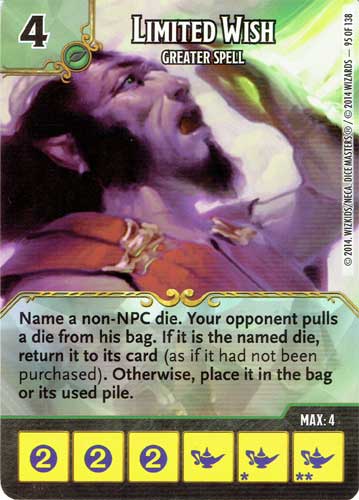 4
LIMITED WISH
GREATER SPELL
© 2014 WIZKIDS/NECA. DICE MASTERS® / © 2014 WIZARDS — 95 OF 138
Name a non-NPC die. Your opponent pulls
a die from his bag. If it is the named die,
return it to its card (as if it had not been
purchased). Otherwise, place it in the bag
or its used pile.
MAX: 4
2 2 2 * **